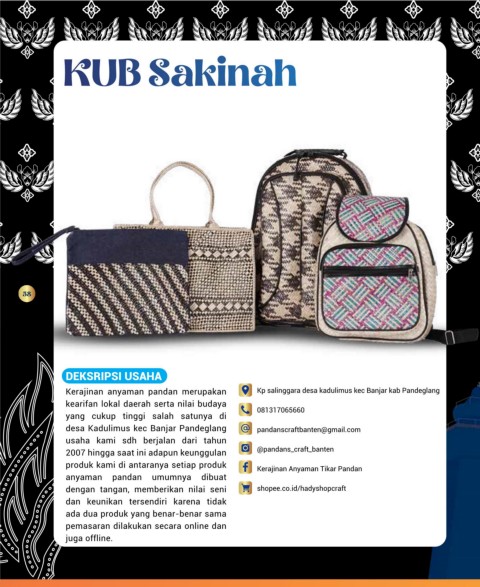 KUB Sakinah
38
DEKSRIPSI USAHA
Kerajinan anyaman pandan merupakan
kearifan lokal daerah serta nilai budaya
yang cukup tinggi salah satunya di
desa Kadulimus kec Banjar Pandeglang
usaha kami sdh berjalan dari tahun
2007 hingga saat ini adapun keunggulan
produk kami di antaranya setiap produk
anyaman pandan umumnya dibuat
dengan tangan, memberikan nilai seni
dan keunikan tersendiri karena tidak
ada dua produk yang benar-benar sama
pemasaran dilakukan secara online dan
juga offline.
Kp salinggara desa kadulimus kec Banjar kab Pandeglang
081317065660
pandanscraftbanten@gmail.com
@pandans_craft_banten
Kerajinan Anyaman Tikar Pandan
shopee.co.id/hadyshopcraft